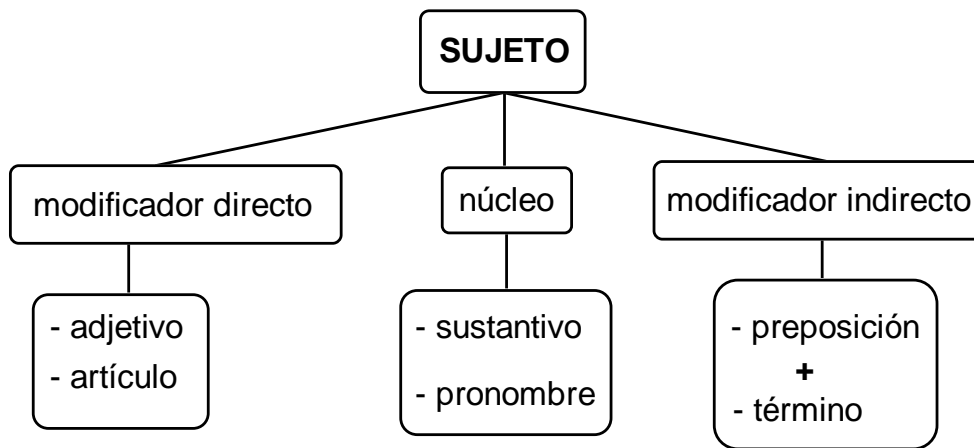 SUJETO
modificador directo
núcleo
modificador indirecto
- adjetivo
- artículo
- sustantivo
- pronombre
- preposición
+
- término